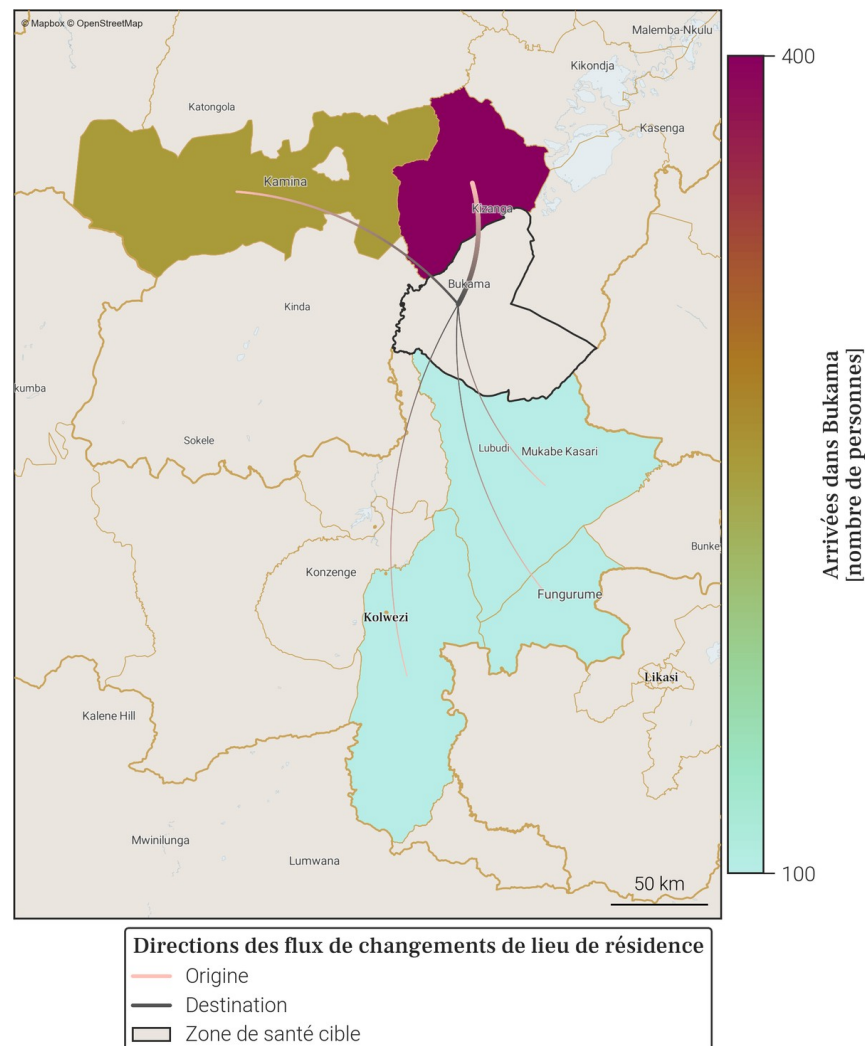 © Mapbox © OpenStreetMap
Malemba-Nkulu
Kikondja
Katongola
Kasenga
Kamina
Kizanga
Bukama
Kinda
kumba
Sokele
Lubudi
Mukabe Kasari
Bunke
Konzenge
Fungurume
Kolwezi
Likasi
Kalene Hill
Mwinilunga
Lumwana
50 km
400
100
Arrivées dans Bukama
[nombre de personnes]
Directions des flux de changements de lieu de résidence
Origine
Destination
Zone de santé cible